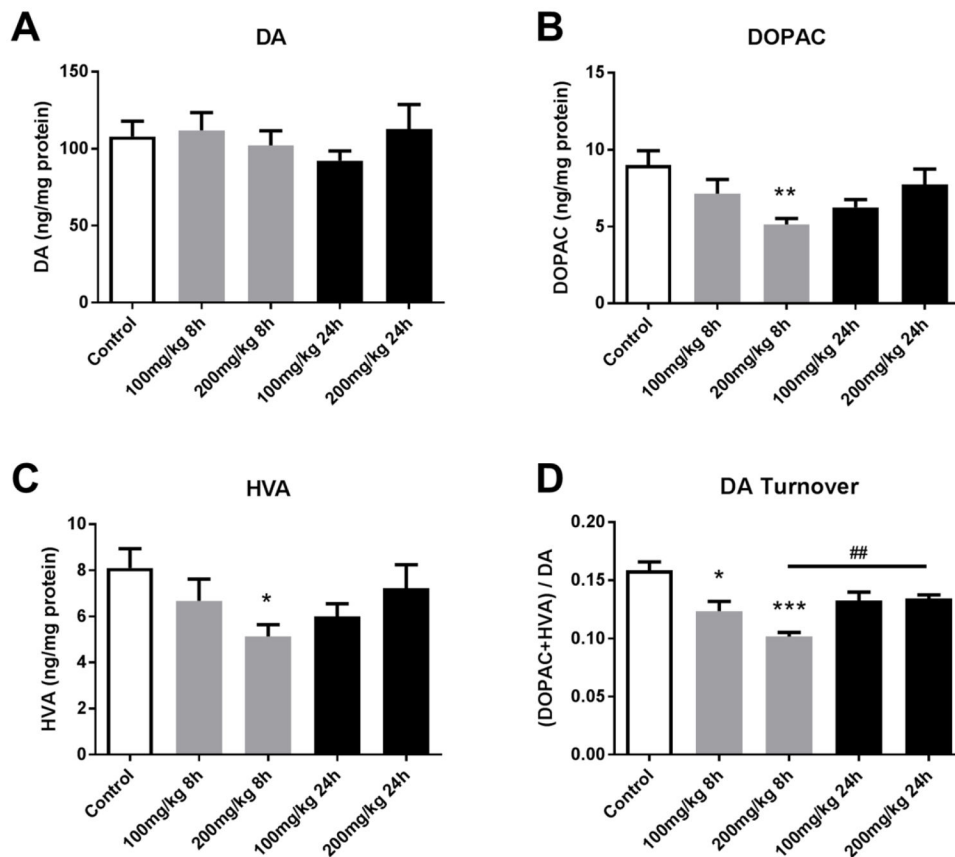 A
DA
DA (ng/mg protein)
150
100
50
0
Control
100mg/kg 8h
200mg/kg 8h
100mg/kg 24h
200mg/kg 24h
B
DOPAC
DOPAC (ng/mg protein)
15
10
5
0
**
Control
100mg/kg 8h
200mg/kg 8h
100mg/kg 24h
200mg/kg 24h
C
HVA
HVA (ng/mg protein)
8
6
4
2
0
*
Control
100mg/kg 8h
200mg/kg 8h
100mg/kg 24h
200mg/kg 24h
D
DA Turnover
(DOPAC+HVA) / DA
0.20
0.15
0.10
0.05
0.00
*
***
##
Control
100mg/kg 8h
200mg/kg 8h
100mg/kg 24h
200mg/kg 24h